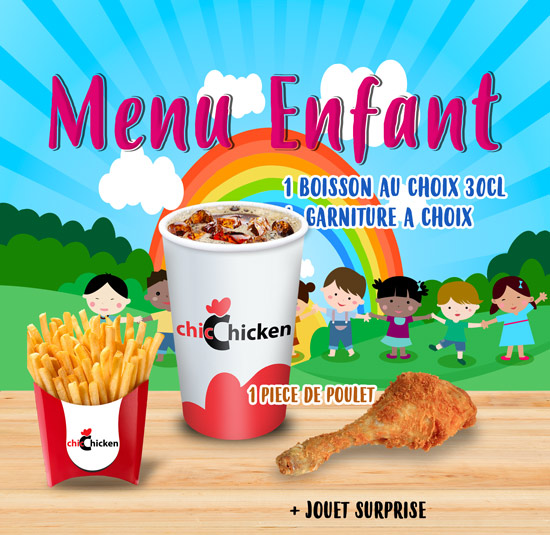 Menu Enfant
1 BOISSON AU CHOIX 30CL
GARNITURE A CHOIX
chicChicken
1 PIECE DE POULET
chicChicken
+ JOUET SURPRISE